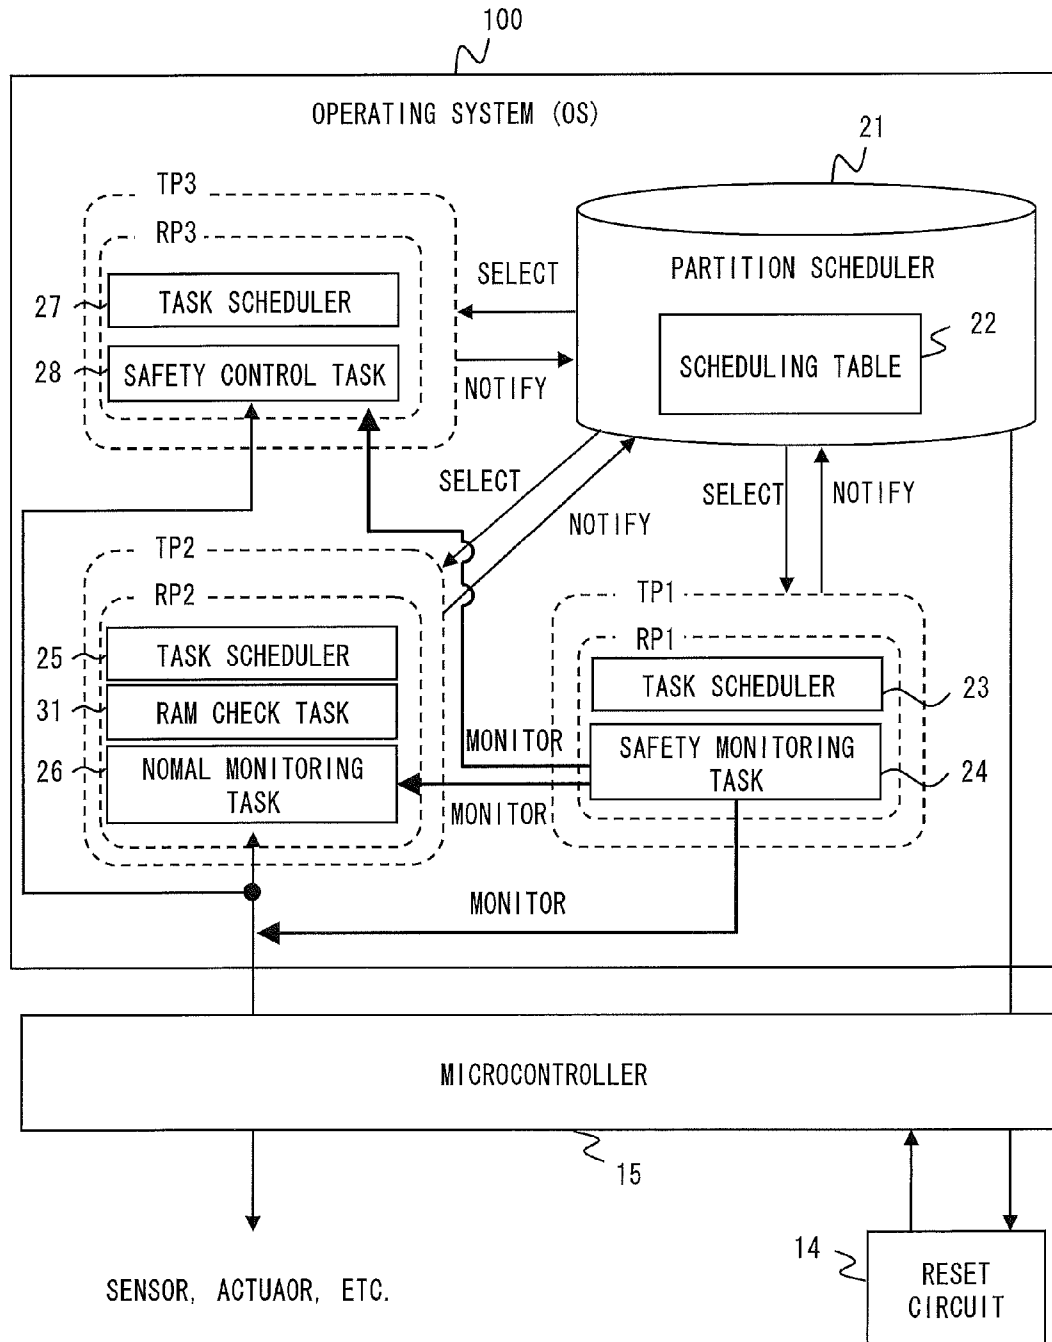 100
OPERATING SYSTEM (OS)
21
TP3
RP3
27
TASK SCHEDULER
28
SAFETY CONTROL TASK
SELECT
NOTIFY
PARTITION SCHEDULER
22
SCHEDULING TABLE
SELECT
NOTIFY
SELECT
NOTIFY
TP2
RP2
25
TASK SCHEDULER
31
RAM CHECK TASK
26
NOMAL MONITORING
TASK
TP1
RP1
TASK SCHEDULER
23
SAFETY MONITORING
TASK
24
MONITOR
MONITOR
MONITOR
MICROCONTROLLER
15
14
RESET
CIRCUIT
SENSOR, ACTUAOR, ETC.